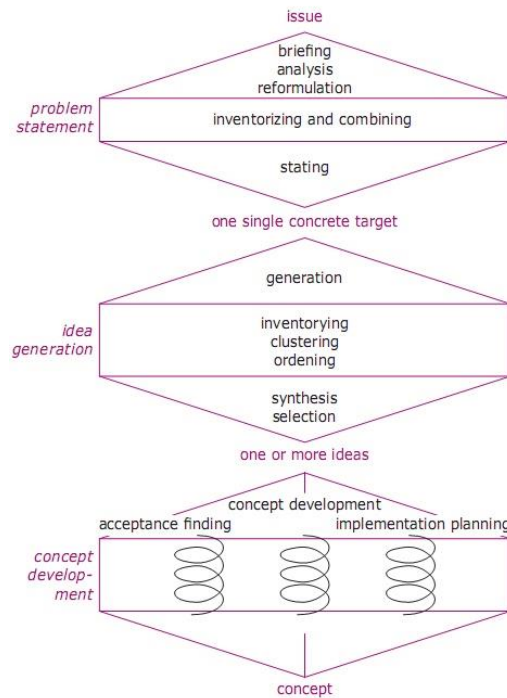 issue
briefing
analysis
reformulation
problem
statement
inventorizing and combining
stating
one single concrete target
generation
idea
generation
inventorying
clustering
ordening
synthesis
selection
one or more ideas
concept development
acceptance finding
implementation planning
concept
develop-
ment
concept